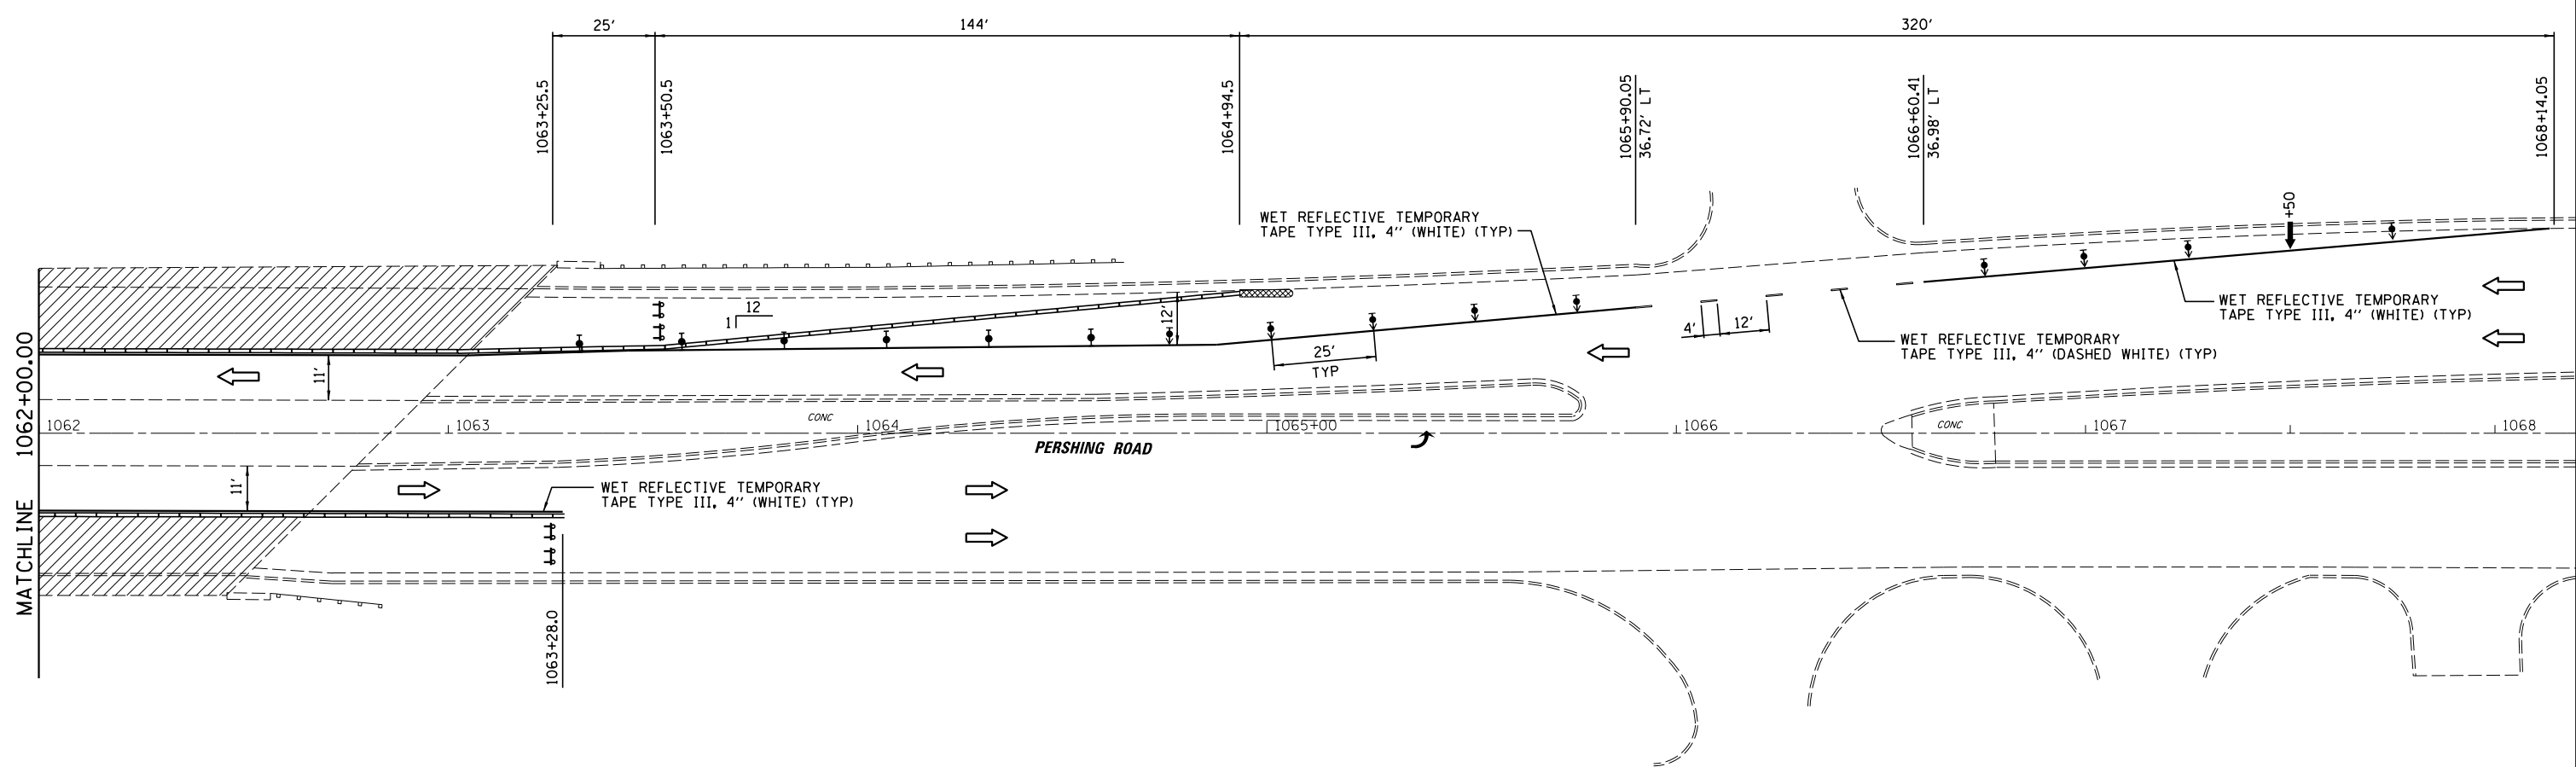 25'
144'
320'
1063+25.5
1063+50.5
1064+94.5
1065+90.05
36.72' LT
1066+60.41
36.98' LT
1068+14.05
+50
WET REFLECTIVE TEMPORARY
TAPE TYPE III, 4" (WHITE) (TYP)
WET REFLECTIVE TEMPORARY
TAPE TYPE III, 4" (WHITE) (TYP)
12
1
12'
4'
12'
WET REFLECTIVE TEMPORARY
TAPE TYPE III, 4" (DASHED WHITE) (TYP)
25'
TYP
11'
MATCHLINE 1062+00.00
1062
1063
CONC
1064
1065+00
1066
CONC
1067
1068
PERSHING ROAD
11'
WET REFLECTIVE TEMPORARY
TAPE TYPE III, 4" (WHITE) (TYP)
1063+28.0